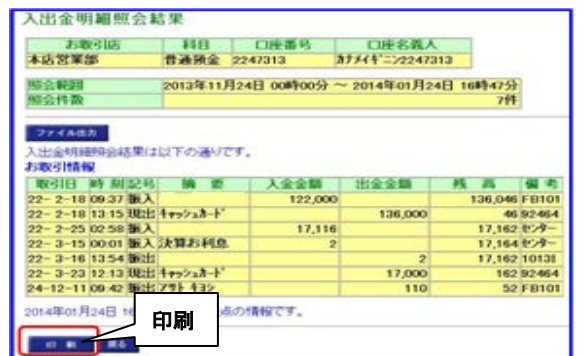 入出金明細照会結果
お取引店 科目 口座番号 口座名義人
本店営業部 普通預金 2247313 カナメイギニン2247313
照会範囲 2013年11月24日 00時00分 ~ 2014年01月24日 16時47分
照会件数 7件
ファイル出力
入出金明細照会結果は以下の通りです。
お取引情報
取引日 時刻 記号 摘要 入金金額 出金金額 残高 備考
22- 2-18 09:37 振入 122,000 136,046 FB101
22- 2-18 13:15 現出 キャッシュカード 136,000 46 92464
22- 2-25 02:58 振入 17,116 17,162 センター
22- 3-15 00:01 振入 決算お利息 2 17,164 センター
22- 3-16 13:54 振出 2 17,162 10131
22- 3-23 12:13 現出 キャッシュカード 17,000 162 92464
24-12-11 09:42 振出 110 52 FB101
2014年01月24日 点の情報です。
印刷
印刷 戻る